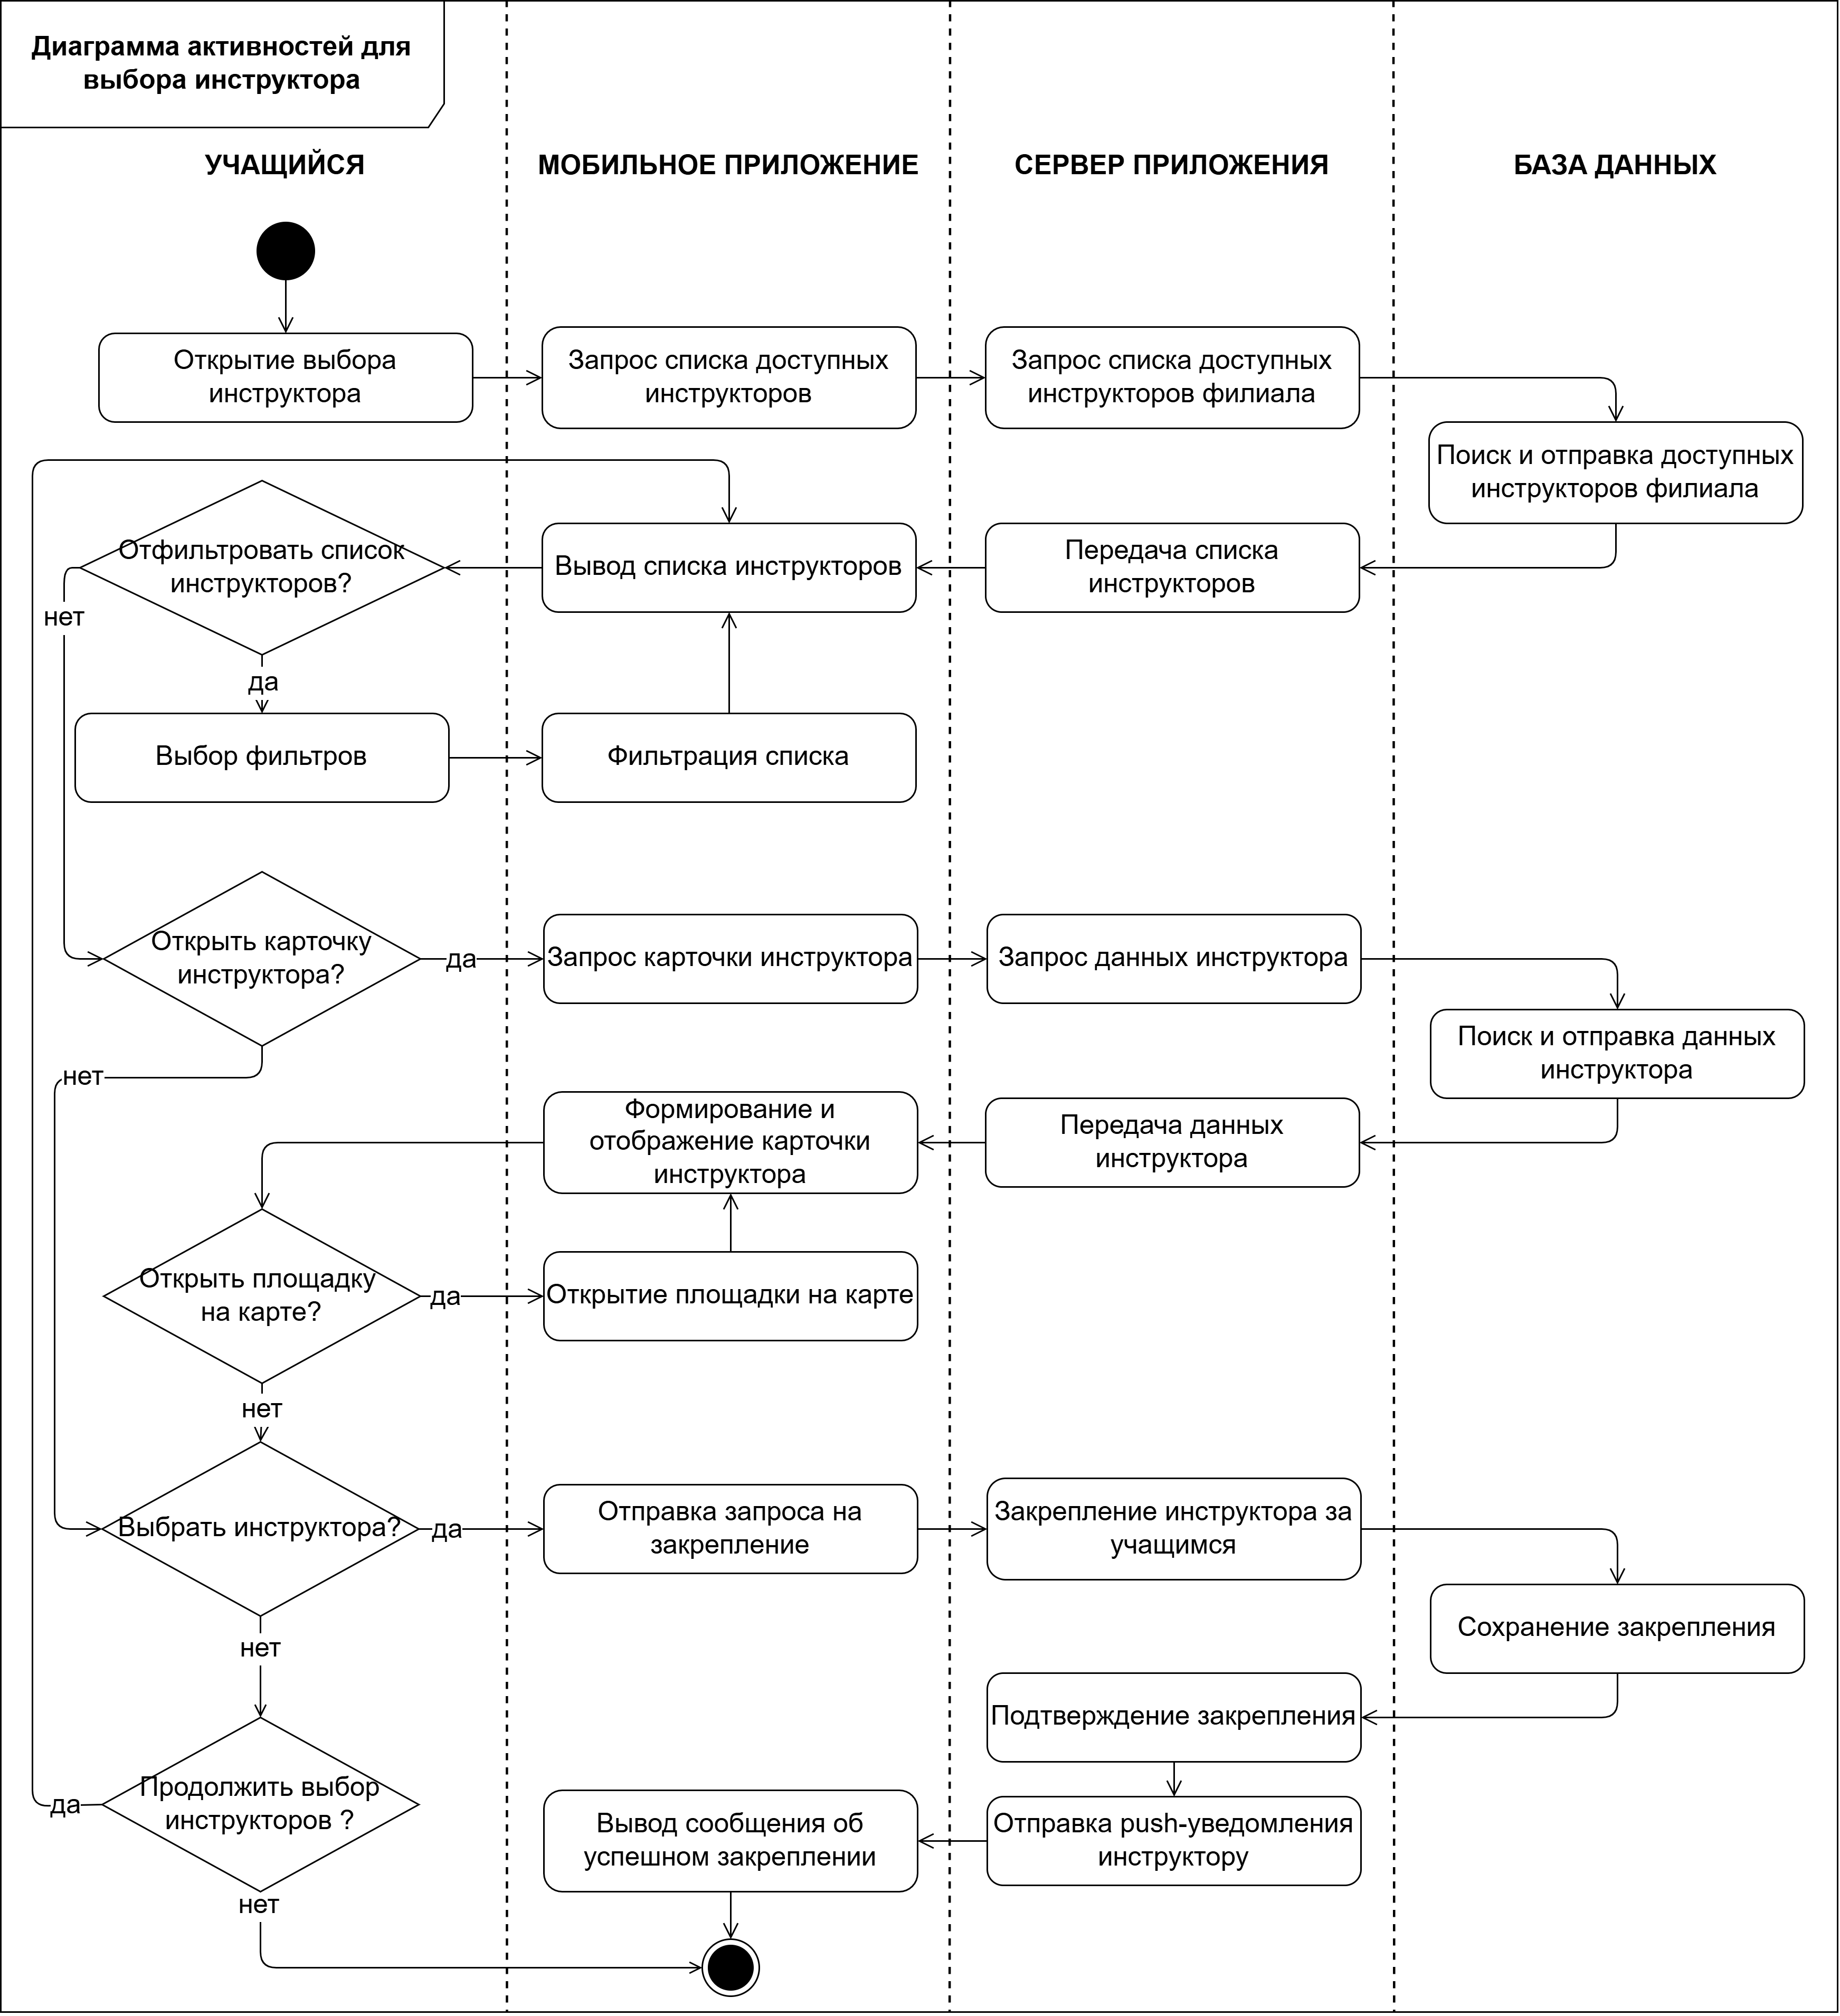 Диаграмма активностей для
выбора инструктора
УЧАЩИЙСЯ
МОБИЛЬНОЕ ПРИЛОЖЕНИЕ
СЕРВЕР ПРИЛОЖЕНИЯ
БАЗА ДАННЫХ
Открытие выбора
инструктора
Запрос списка доступных
инструкторов
Запрос списка доступных
инструкторов филиала
Поиск и отправка доступных
инструкторов филиала
Отфильтровать список
инструкторов?
Вывод списка инструкторов
Передача списка
инструкторов
нет
да
Выбор фильтров
Фильтрация списка
Открыть карточку
инструктора?
да
Запрос карточки инструктора
Запрос данных инструктора
Поиск и отправка данных
инструктора
нет
Формирование и
отображение карточки
инструктора
Передача данных
инструктора
Открыть площадку
на карте?
да
Открытие площадки на карте
нет
Выбрать инструктора?
да
Отправка запроса на
закрепление
Закрепление инструктора за
учащимся
Сохранение закрепления
нет
Подтверждение закрепления
Продолжить выбор
инструкторов ?
да
Вывод сообщения об
успешном закреплении
Отправка push-уведомления
инструктору
нет